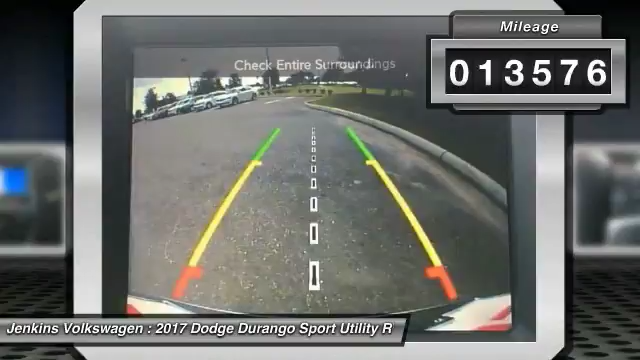 Mileage
Check Entire Surroundings
013576
Jenkins Volkswagen : 2017 Dodge Durango Sport Utility R